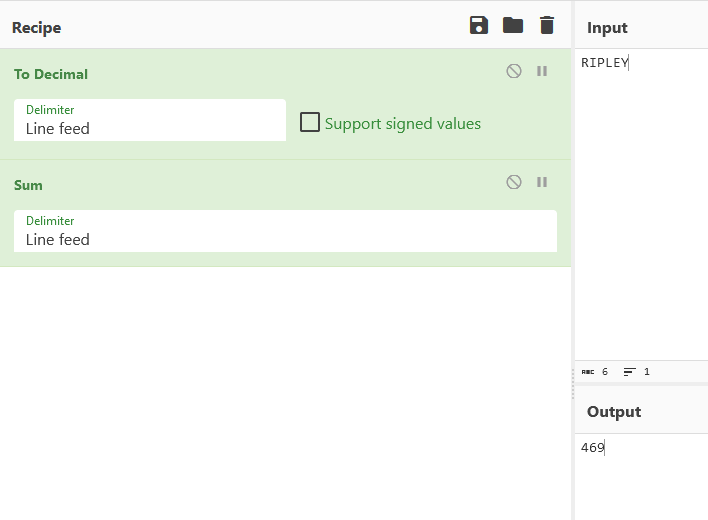 Recipe
To Decimal
Delimiter
Line feed
Support signed values
Sum
Delimiter
Line feed
Input
RIPLEY
ABC 6 1
Output
469